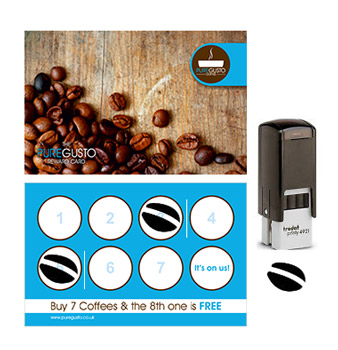 PUREGUSTO
COFFEE
PUREGUSTO
REWARD CARD
1 2 4
6 7 It's on us!
Buy 7 Coffees & the 8th one is FREE
www.puregusto.co.uk
trodat
printy 4921